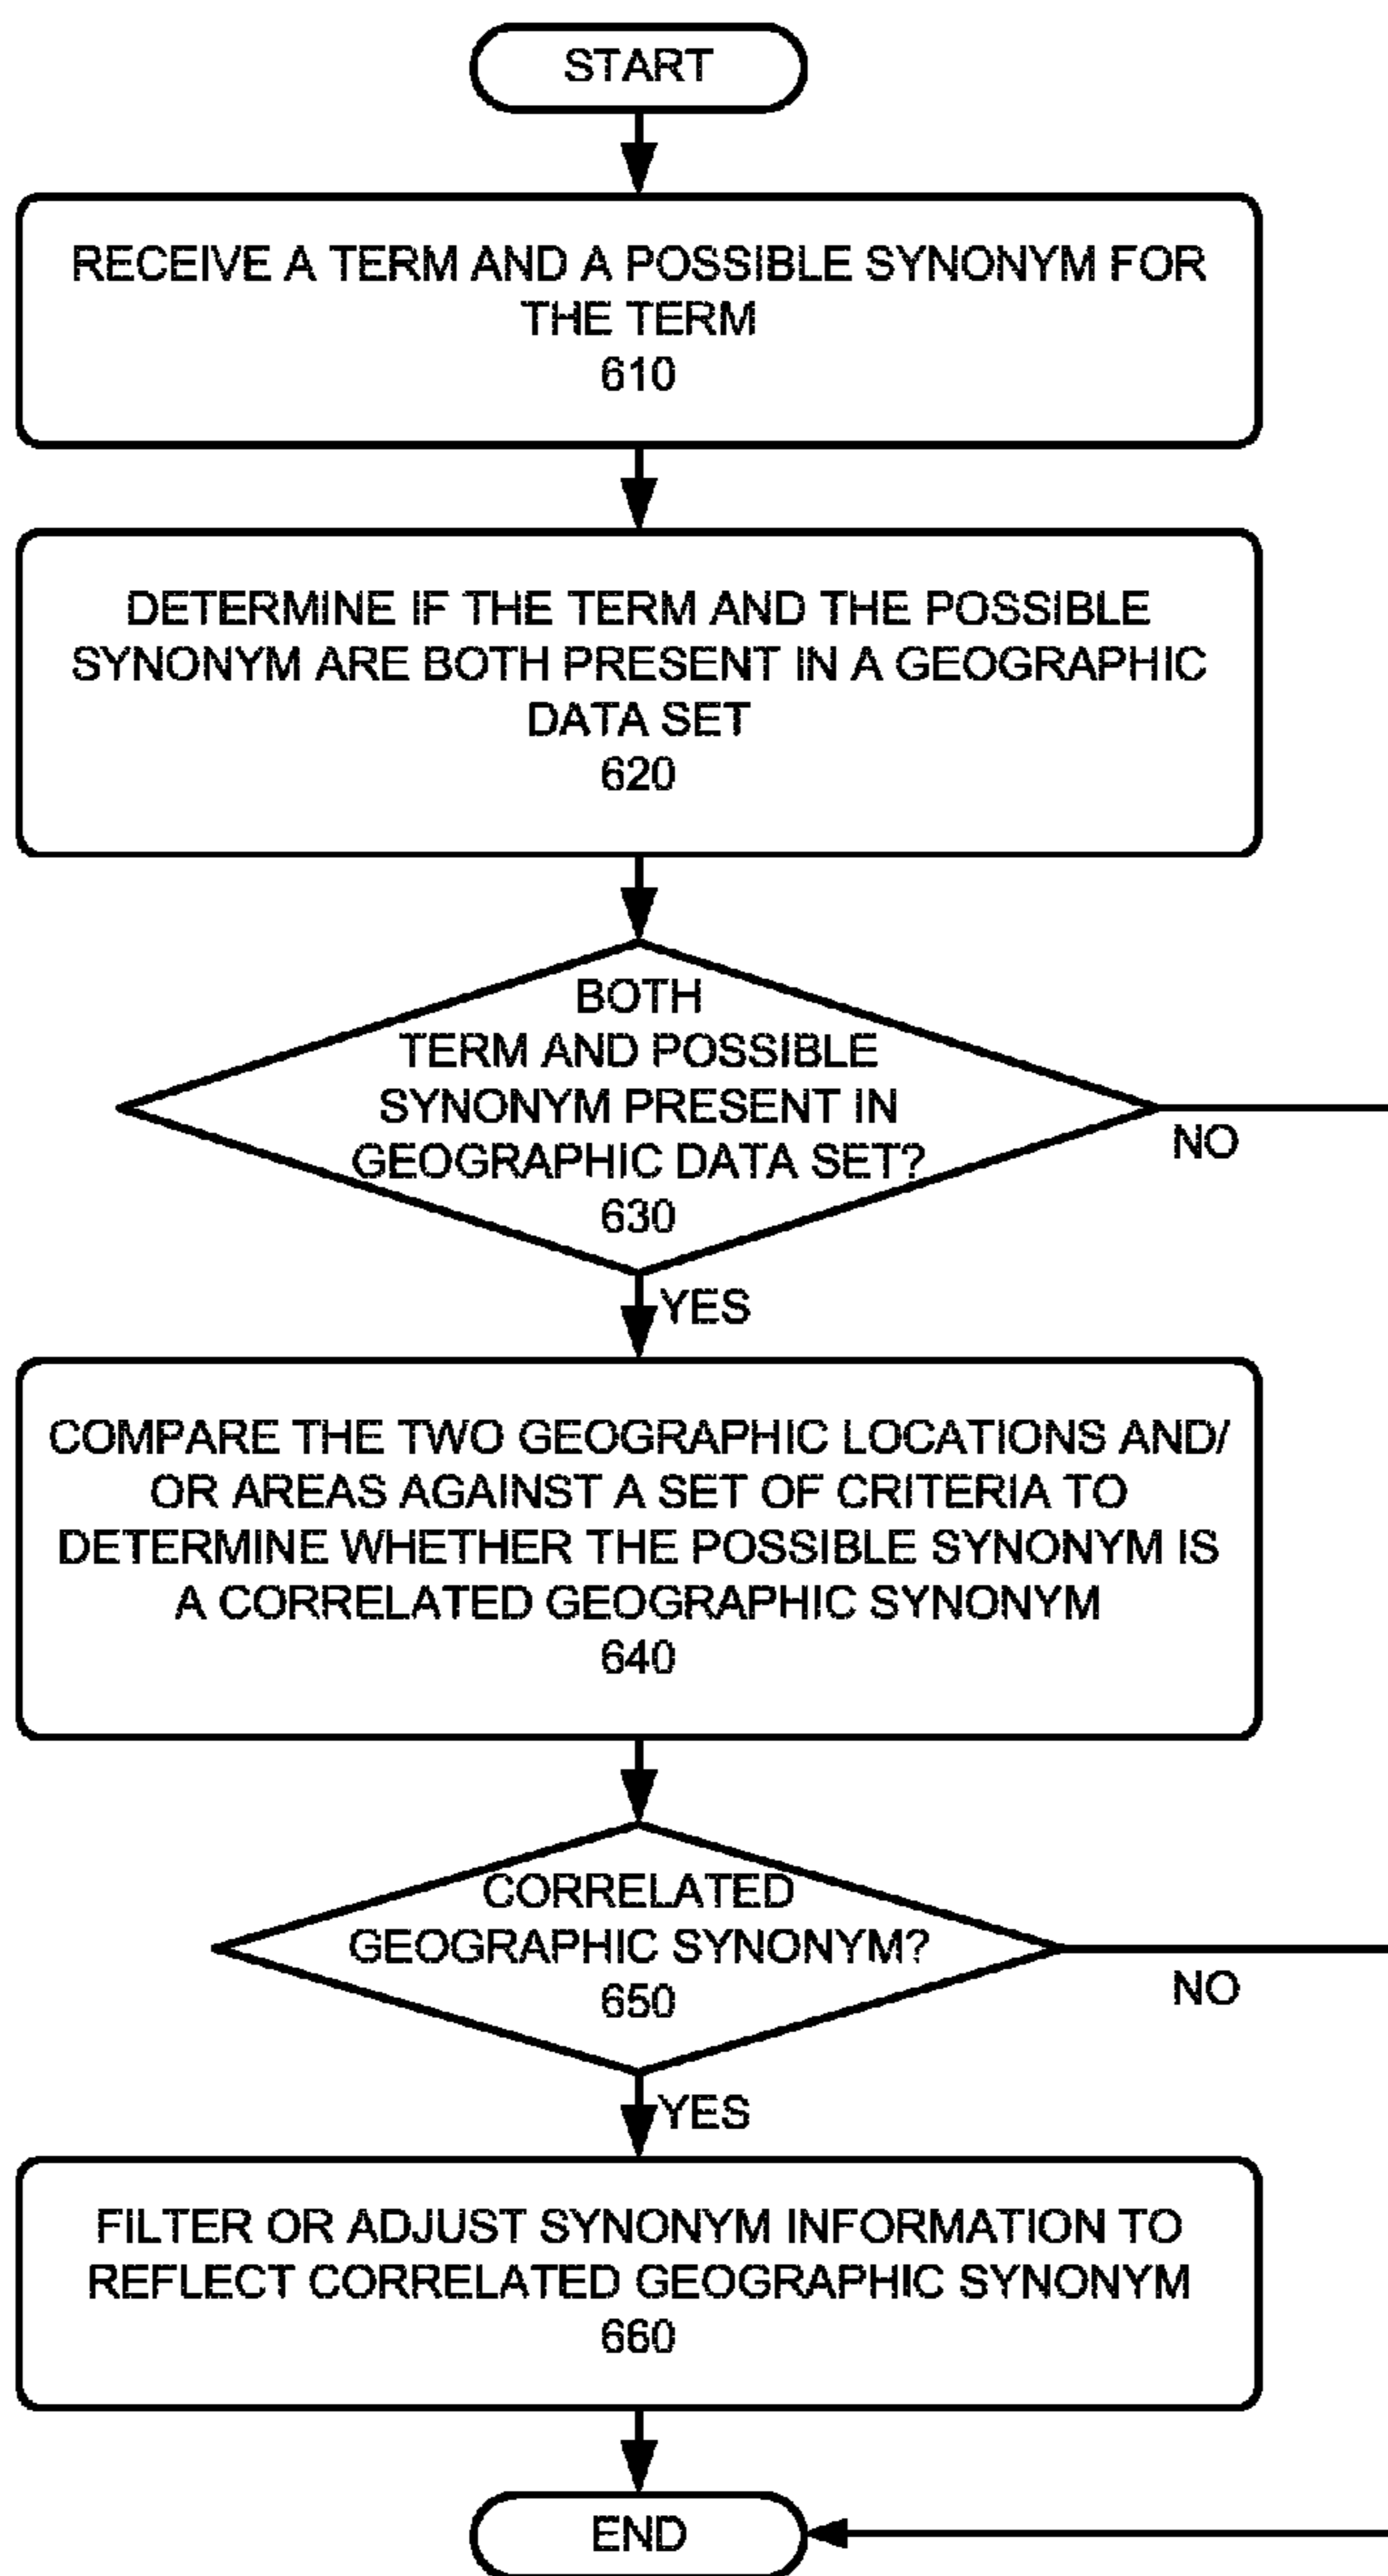 START
RECEIVE A TERM AND A POSSIBLE SYNONYM FOR
THE TERM
610
DETERMINE IF THE TERM AND THE POSSIBLE
SYNONYM ARE BOTH PRESENT IN A GEOGRAPHIC
DATA SET
620
BOTH
TERM AND POSSIBLE
SYNONYM PRESENT IN
GEOGRAPHIC DATA SET?
630
NO
YES
COMPARE THE TWO GEOGRAPHIC LOCATIONS AND/
OR AREAS AGAINST A SET OF CRITERIA TO
DETERMINE WHETHER THE POSSIBLE SYNONYM IS
A CORRELATED GEOGRAPHIC SYNONYM
640
CORRELATED
GEOGRAPHIC SYNONYM?
650
NO
YES
FILTER OR ADJUST SYNONYM INFORMATION TO
REFLECT CORRELATED GEOGRAPHIC SYNONYM
660
END